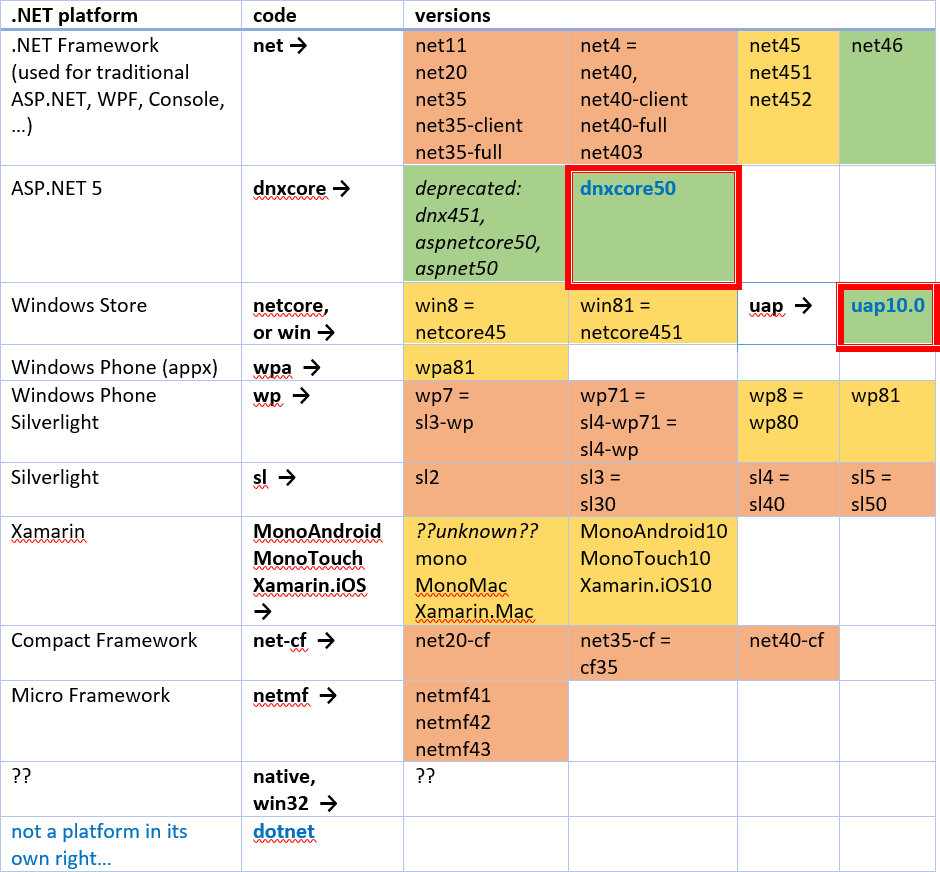 .NET platform
code
versions
.NET Framework
(used for traditional
ASP.NET, WPF, Console,
...)
net →
net11
net20
net35
net35-client
net35-full
net4 =
net40,
net40-client
net40-full
net403
net45
net451
net452
net46
ASP.NET 5
dnxcore →
deprecated:
dnx451,
aspnetcore50,
aspnet50
dnxcore50
Windows Store
netcore,
or win →
win8 =
netcore45
win81 =
netcore451
uap →
uap10.0
Windows Phone (appx)
wpa →
wpa81
Windows Phone
Silverlight
wp →
wp7 =
sl3-wp
wp71 =
sl4-wp71 =
sl4-wp
wp8 =
wp80
wp81
Silverlight
sl →
sl2
sl3 =
sl30
sl4 =
sl40
sl5 =
sl50
Xamarin
MonoAndroid
MonoTouch
Xamarin.iOS
→
??unknown??
mono
MonoMac
Xamarin.Mac
MonoAndroid10
MonoTouch10
Xamarin.iOS10
Compact Framework
net-cf →
net20-cf
net35-cf =
cf35
net40-cf
Micro Framework
netmf →
netmf41
netmf42
netmf43
??
native,
win32 →
??
not a platform in its
own right...
dotnet